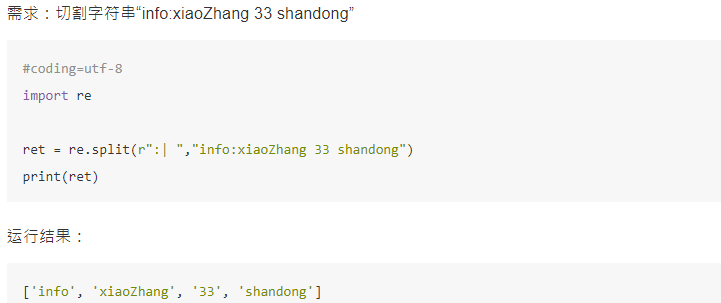 需求：切割字符串“info:xiaoZhang 33 shandong”
#coding=utf-8
import re
ret = re.split(r":| ","info:xiaoZhang 33 shandong")
print(ret)
运行结果：
['info', 'xiaoZhang', '33', 'shandong']